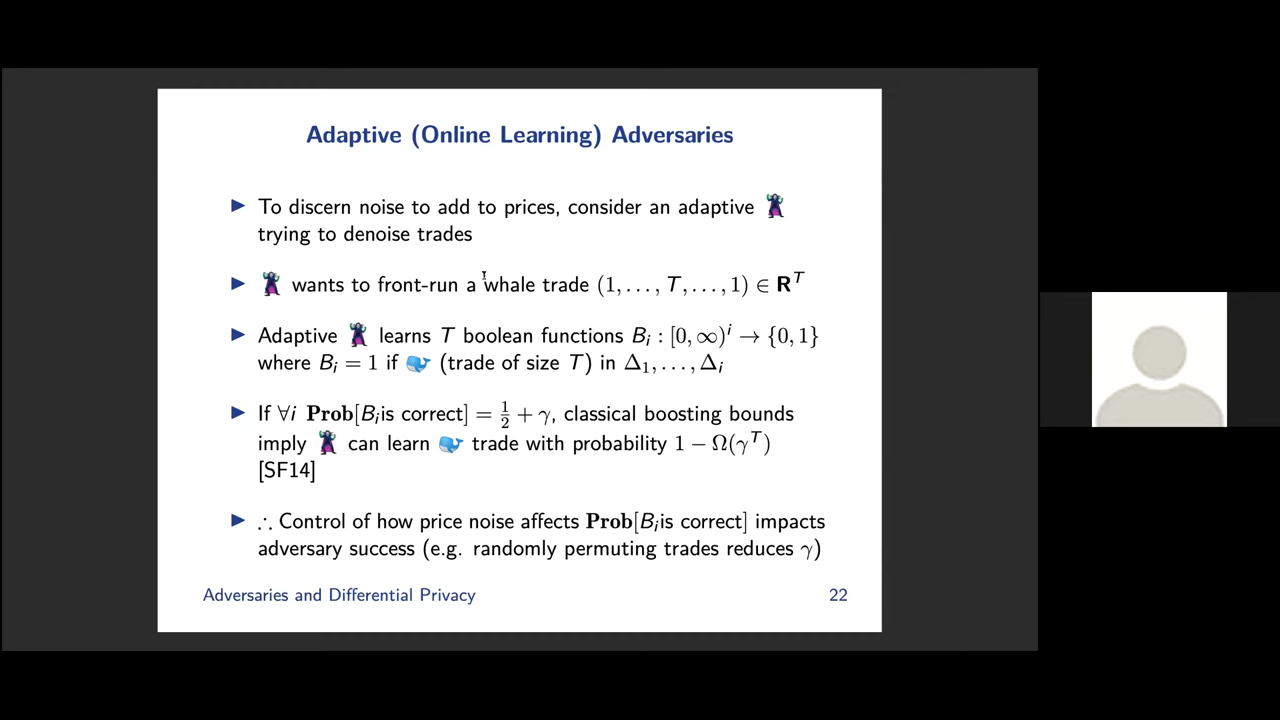 Adaptive (Online Learning) Adversaries
▶ To discern noise to add to prices, consider an adaptive 🦹
trying to denoise trades
▶ 🦹 wants to front-run a whale trade (1, . . . , T, . . . , 1) ∈ R^T
▶ Adaptive 🦹 learns T boolean functions B_i : [0, ∞)^i → {0, 1}
where B_i = 1 if 🐳 (trade of size T) in Δ_1, . . . , Δ_i
▶ If ∀i Prob[B_i is correct] = 1/2 + γ, classical boosting bounds
imply 🦹 can learn 🐳 trade with probability 1 − Ω(γ^T)
[SF14]
▶ ∴ Control of how price noise affects Prob[B_i is correct] impacts
adversary success (e.g. randomly permuting trades reduces γ)
Adversaries and Differential Privacy 22